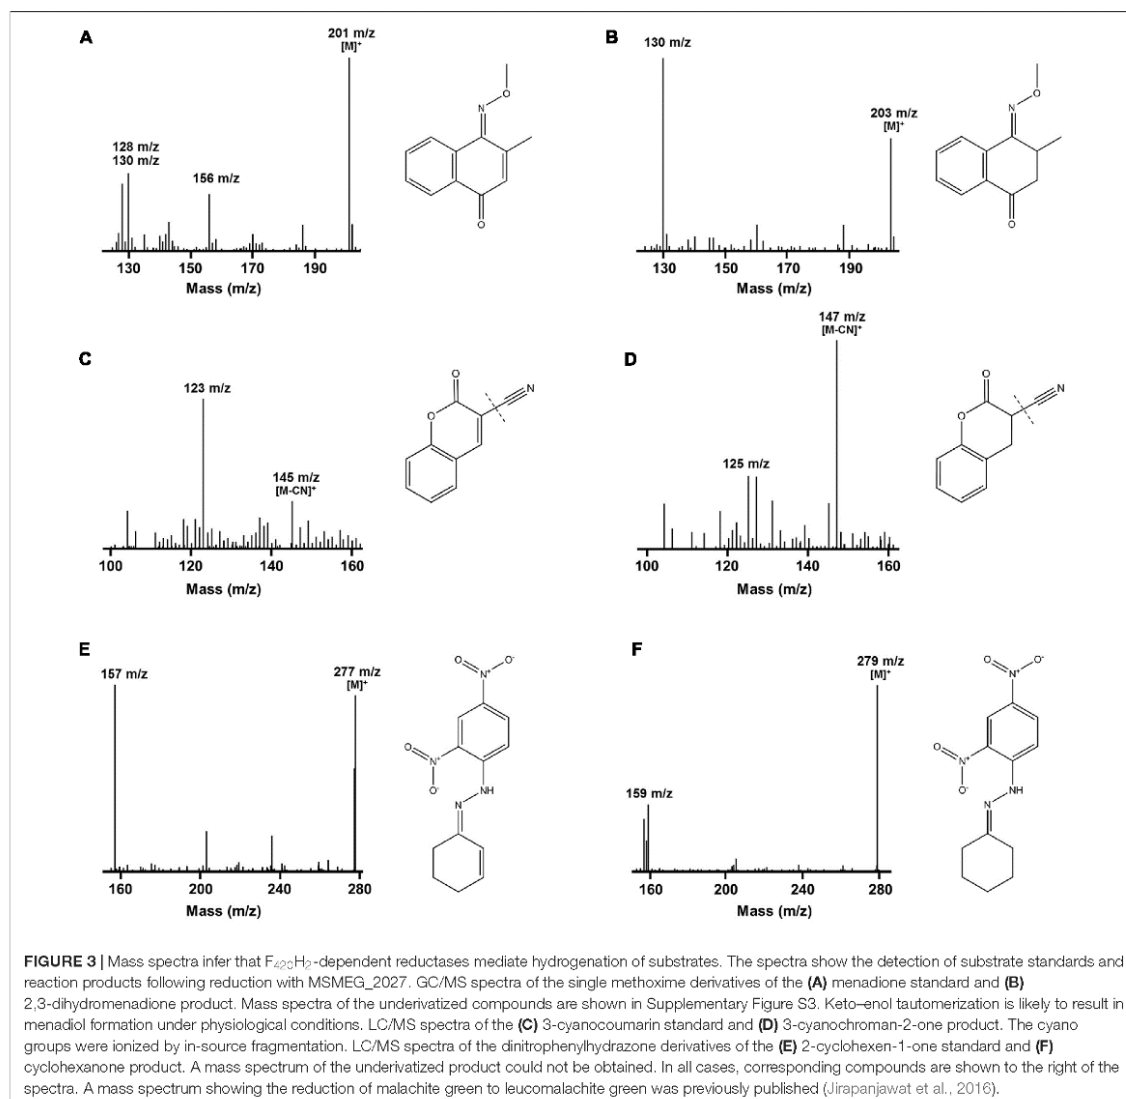 A
201 m/z
[M]+
128 m/z
130 m/z
156 m/z
N
O
O
130 150 170 190
Mass (m/z)
B
130 m/z
203 m/z
[M]+
N
O
O
130 150 170 190
Mass (m/z)
C
123 m/z
145 m/z
[M-CN]+
O
O
N
100 120 140 160
Mass (m/z)
D
147 m/z
[M-CN]+
125 m/z
O
O
N
100 120 140 160
Mass (m/z)
E
157 m/z
277 m/z
[M]+
O N+ O-
O N+
O-
NH
N
160 200 240 280
Mass (m/z)
F
279 m/z
[M]+
159 m/z
O N+ O-
O N+
O-
NH
N
160 200 240 280
Mass (m/z)
FIGURE 3 | Mass spectra infer that F420H2-dependent reductases mediate hydrogenation of substrates. The spectra show the detection of substrate standards and
reaction products following reduction with MSMEG_2027. GC/MS spectra of the single methoxime derivatives of the (A) menadione standard and (B)
2,3-dihydromenadione product. Mass spectra of the underivatized compounds are shown in Supplementary Figure S3. Keto–enol tautomerization is likely to result in
menadiol formation under physiological conditions. LC/MS spectra of the (C) 3-cyanocoumarin standard and (D) 3-cyanochroman-2-one product. The cyano
groups were ionized by in-source fragmentation. LC/MS spectra of the dinitrophenylhydrazone derivatives of the (E) 2-cyclohexen-1-one standard and (F)
cyclohexanone product. A mass spectrum of the underivatized product could not be obtained. In all cases, corresponding compounds are shown to the right of the
spectra. A mass spectrum showing the reduction of malachite green to leucomalachite green was previously published (Jirapanjawat et al., 2016).